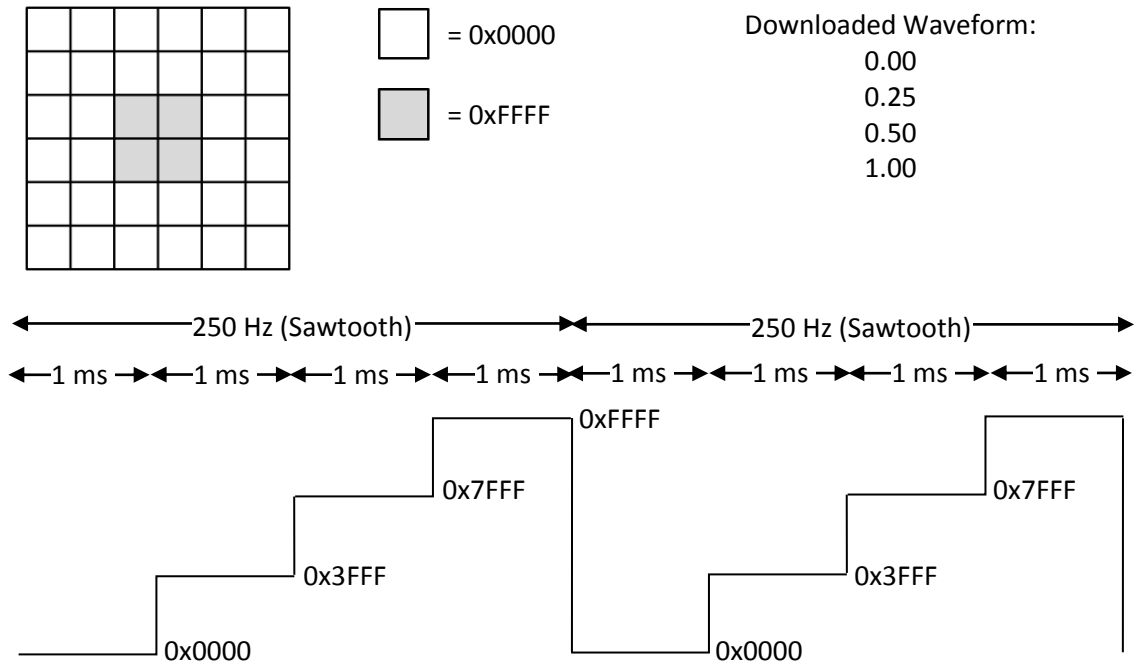 = 0x0000
= 0xFFFF
Downloaded Waveform:
0.00
0.25
0.50
1.00
250 Hz (Sawtooth) 250 Hz (Sawtooth)
1 ms 1 ms 1 ms 1 ms 1 ms 1 ms 1 ms 1 ms
0xFFFF
0x7FFF 0x7FFF
0x3FFF 0x3FFF
0x0000 0x0000